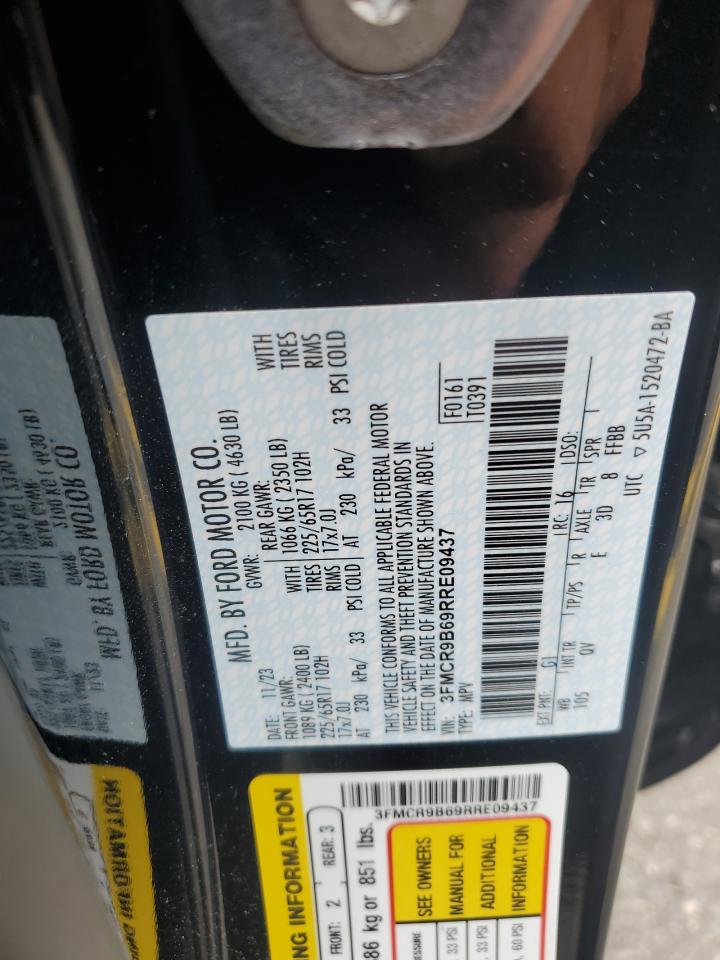 MFD. BY FORD MOTOR CO.
DATE: 11/23 GVWR: 2100 KG ( 4630 LB)
FRONT GAWR: REAR GAWR: WITH
1089 KG ( 2400 LB) WITH 1066 KG ( 2350 LB) TIRES
225/65R17 102H TIRES 225/65R17 102H RIMS
17x7.0J RIMS 17x7.0J
AT 230 kPa/ 33 PSI COLD AT 230 kPa/ 33 PSI COLD
THIS VEHICLE CONFORMS TO ALL APPLICABLE FEDERAL MOTOR
VEHICLE SAFETY AND THEFT PREVENTION STANDARDS IN
EFFECT ON THE DATE OF MANUFACTURE SHOWN ABOVE.
VIN: 3FMCR9B69RRE09437 F0161
TYPE: MPV T0391
EXT PNT: G1 RC: 16 DSO:
WB INT TR TP/PS R AXLE TR SPR
105 QV E 3D 8 FFBB
UTC ▽ 5U5A-1520472-BA
3FMCR9B69RRE09437
ING INFORMATION
FRONT: 2 REAR: 3
86 kg or 851 lbs.
SEE OWNERS
MANUAL FOR
ADDITIONAL
INFORMATION
PRESSURE
33 PSI
33 PSI
60 PSI